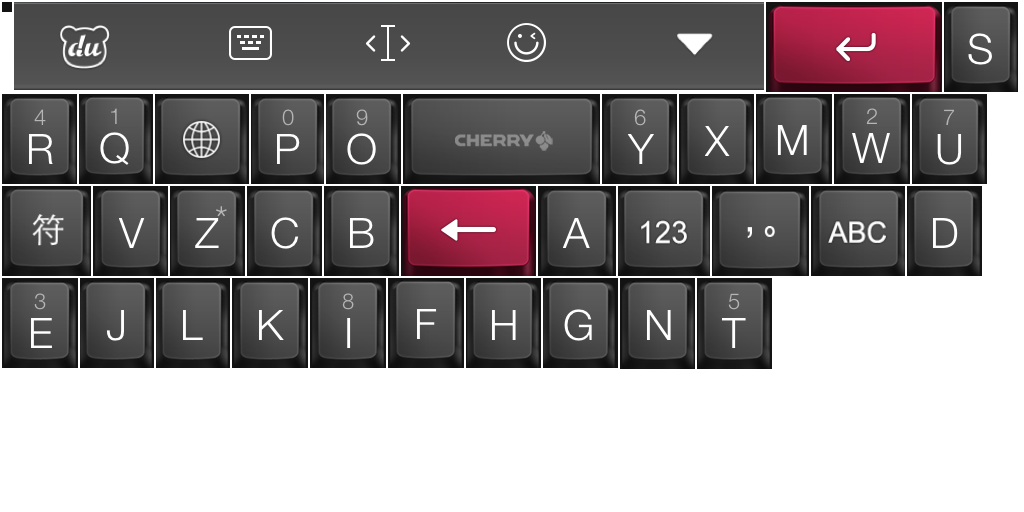 du S
4 R 1 Q 0 P 9 O CHERRY 6 Y X M 2 W 7 U
符 V Z * C B A 123 ，。 ABC D
3 E J L K 8 I F H G N 5 T